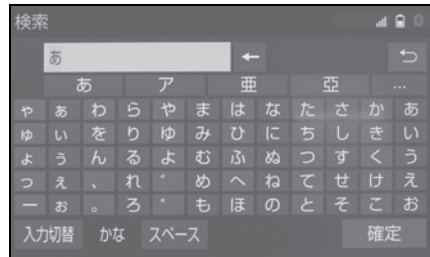 検索
あ ←
あ ア 亜 亞 …
ゃ ぁ わ ら や ま は な た さ か あ
ゅ ぃ を り ゆ み ひ に ち し き い
ょ ぅ ん る よ む ふ ぬ つ す く う
っ ぇ 、 れ ゛ め へ ね て せ け え
ー ぉ 。 ろ ゜ も ほ の と そ こ お
入力切替 かな スペース 確定